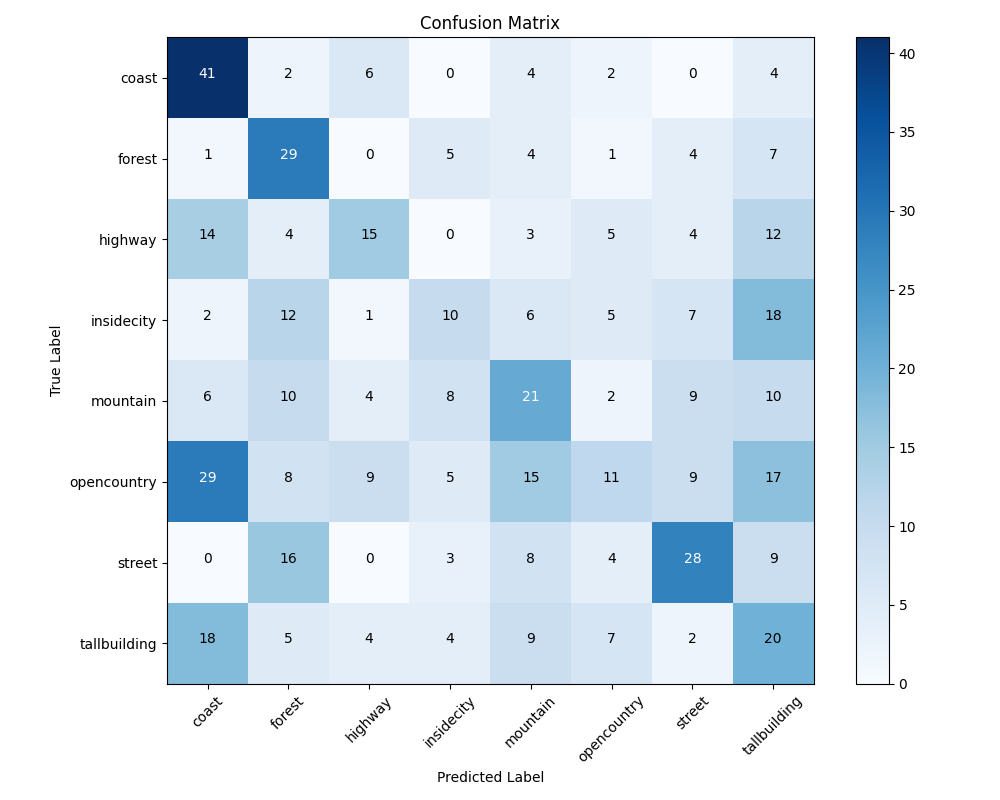 Confusion Matrix
coast 41 2 6 0 4 2 0 4
forest 1 29 0 5 4 1 4 7
highway 14 4 15 0 3 5 4 12
insidecity 2 12 1 10 6 5 7 18
mountain 6 10 4 8 21 2 9 10
opencountry 29 8 9 5 15 11 9 17
street 0 16 0 3 8 4 28 9
tallbuilding 18 5 4 4 9 7 2 20
coast forest highway insidecity mountain opencountry street tallbuilding
Predicted Label
True Label
40
35
30
25
20
15
10
5
0